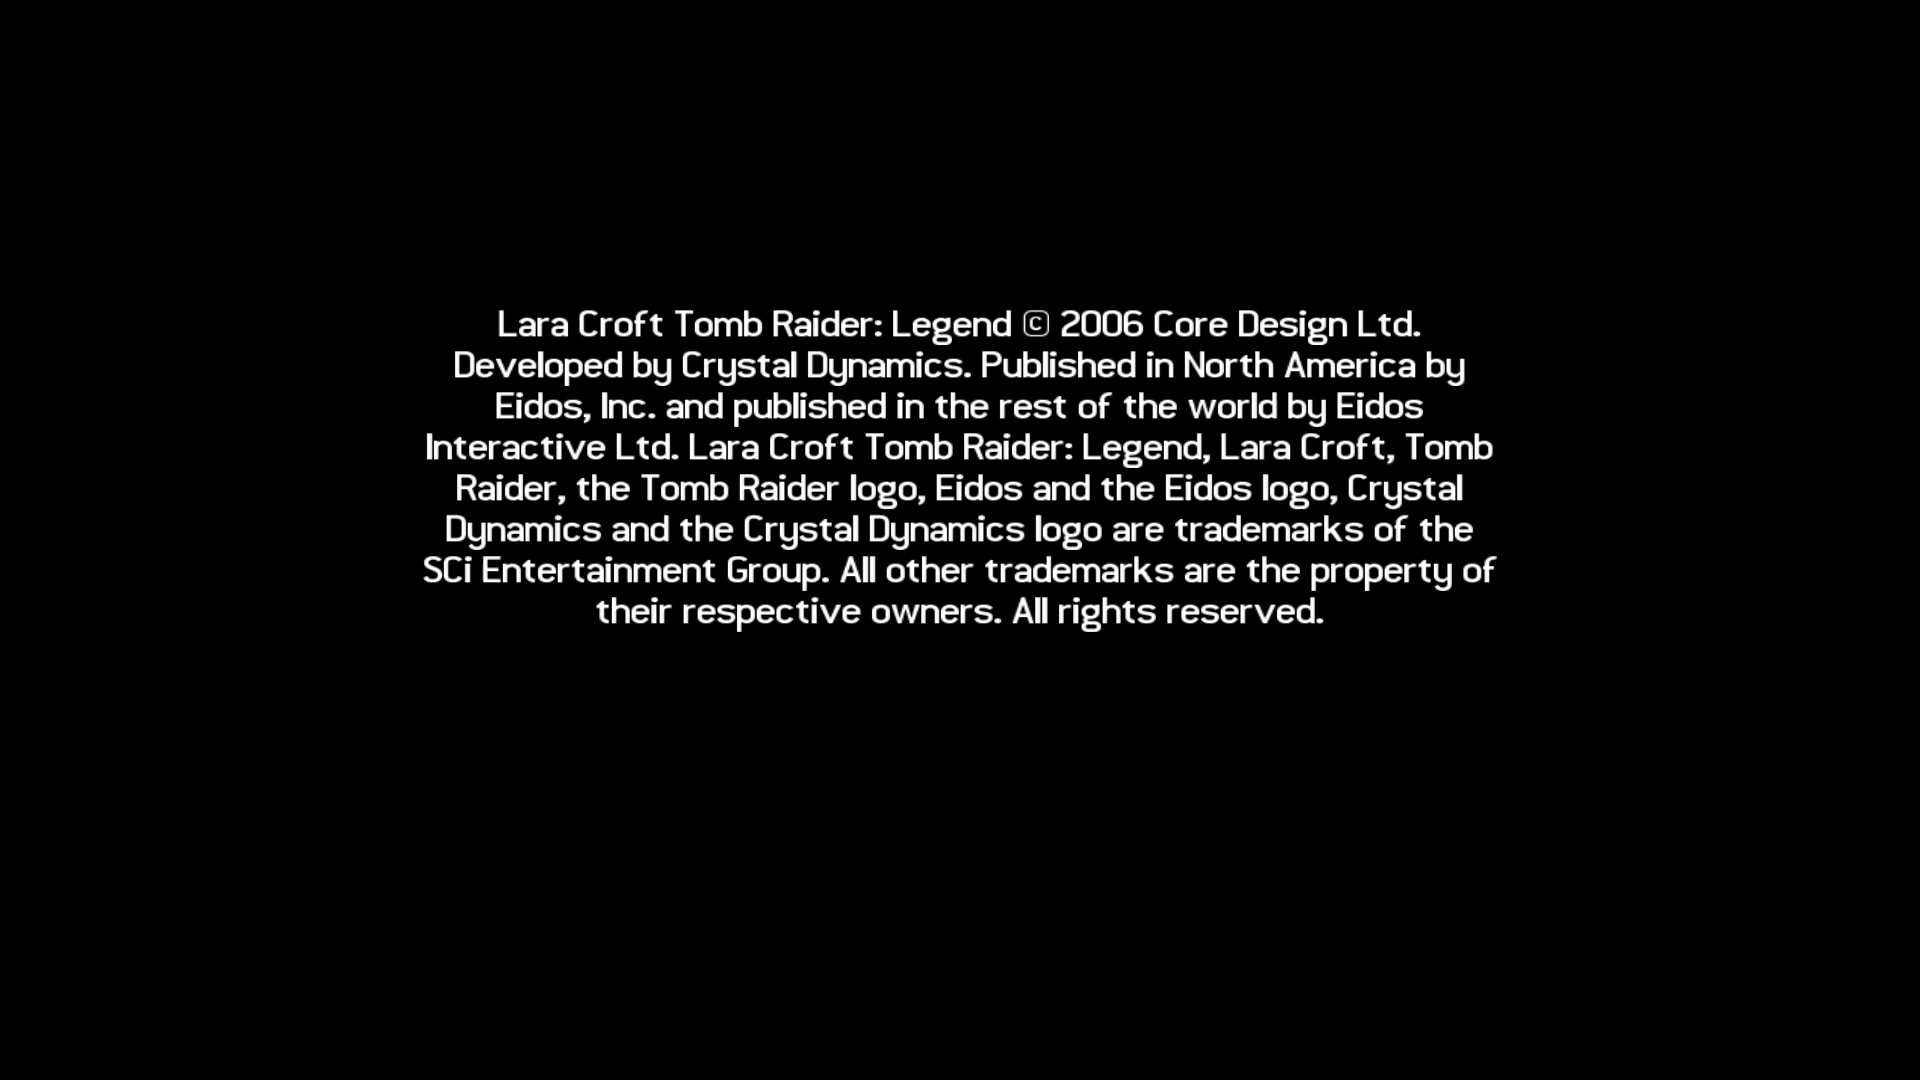 Lara Croft Tomb Raider: Legend © 2006 Core Design Ltd.
Developed by Crystal Dynamics. Published in North America by
Eidos, Inc. and published in the rest of the world by Eidos
Interactive Ltd. Lara Croft Tomb Raider: Legend, Lara Croft, Tomb
Raider, the Tomb Raider logo, Eidos and the Eidos logo, Crystal
Dynamics and the Crystal Dynamics logo are trademarks of the
SCi Entertainment Group. All other trademarks are the property of
their respective owners. All rights reserved.